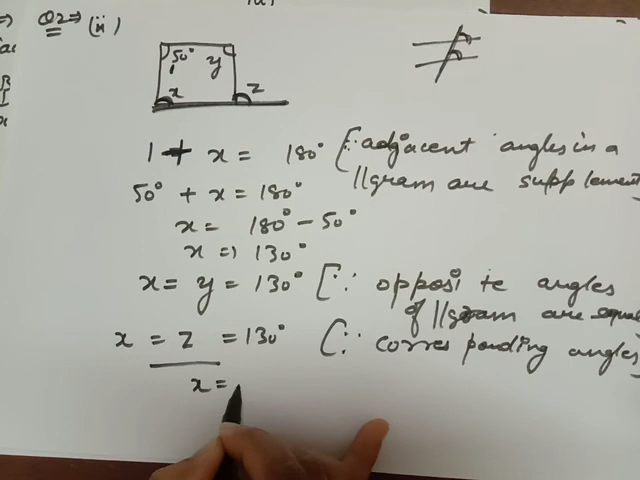 Q2⇒ (ii)
50° y
1
x z
1 + x = 180° [∵ adjacent angles in a
||gram are supplement
50° + x = 180°
x = 180° - 50°
x ⇒ 130°
x = y = 130° [∵ opposite angles
of ||gram are equal
x = z = 130° (∵ corresponding angles
x =